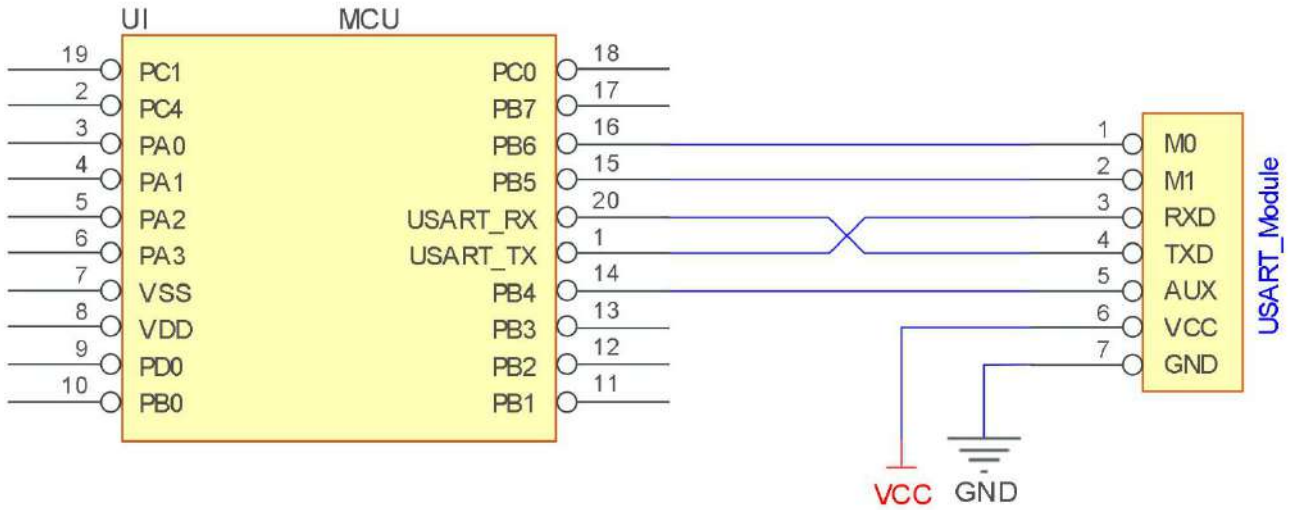 UI MCU
19 PC1 PC0 18
2 PC4 PB7 17
3 PA0 PB6 16 1 M0
4 PA1 PB5 15 2 M1
5 PA2 USART_RX 20 3 RXD
6 PA3 USART_TX 1 4 TXD
7 VSS PB4 14 5 AUX
8 VDD PB3 13 6 VCC
9 PD0 PB2 12 7 GND
10 PB0 PB1 11
USART_Module
VCC GND